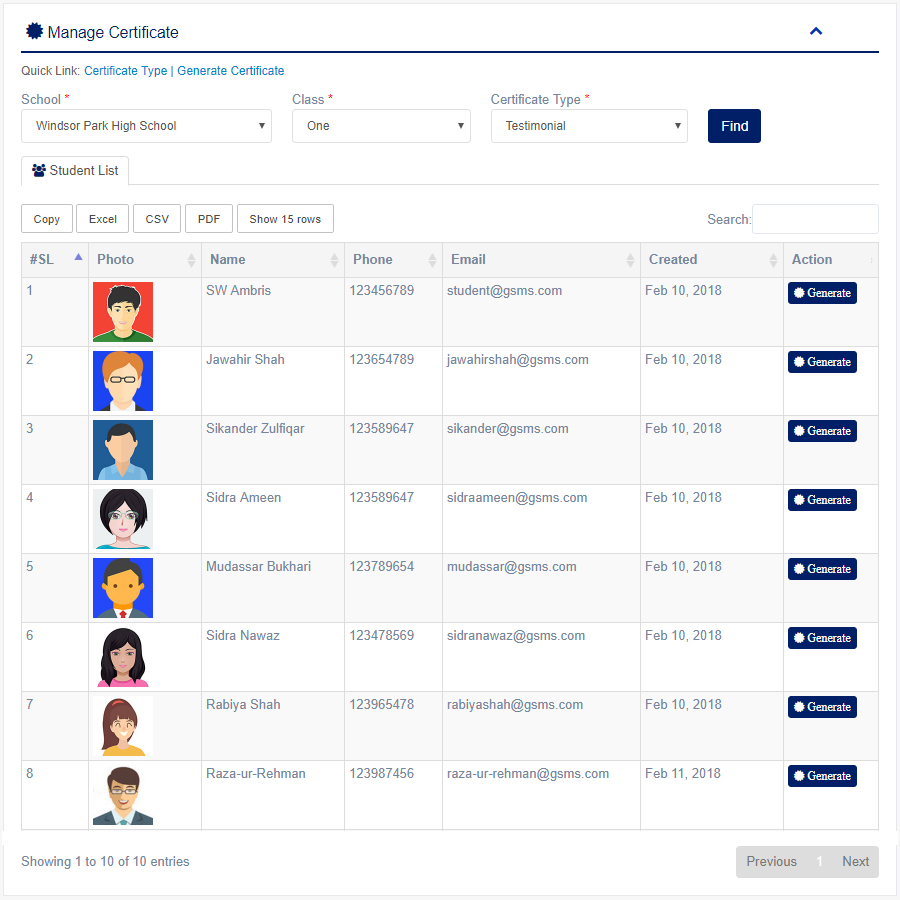 Manage Certificate
Quick Link: Certificate Type | Generate Certificate
School * Class * Certificate Type *
Windsor Park High School One Testimonial Find
Student List
Copy Excel CSV PDF Show 15 rows Search:
#SL Photo Name Phone Email Created Action
1 SW Ambris 123456789 student@gsms.com Feb 10, 2018 Generate
2 Jawahir Shah 123654789 jawahirshah@gsms.com Feb 10, 2018 Generate
3 Sikander Zulfiqar 123589647 sikander@gsms.com Feb 10, 2018 Generate
4 Sidra Ameen 123589647 sidraameen@gsms.com Feb 10, 2018 Generate
5 Mudassar Bukhari 123789654 mudassar@gsms.com Feb 10, 2018 Generate
6 Sidra Nawaz 123478569 sidranawaz@gsms.com Feb 10, 2018 Generate
7 Rabiya Shah 123965478 rabiyashah@gsms.com Feb 10, 2018 Generate
8 Raza-ur-Rehman 123987456 raza-ur-rehman@gsms.com Feb 11, 2018 Generate
Showing 1 to 10 of 10 entries Previous 1 Next